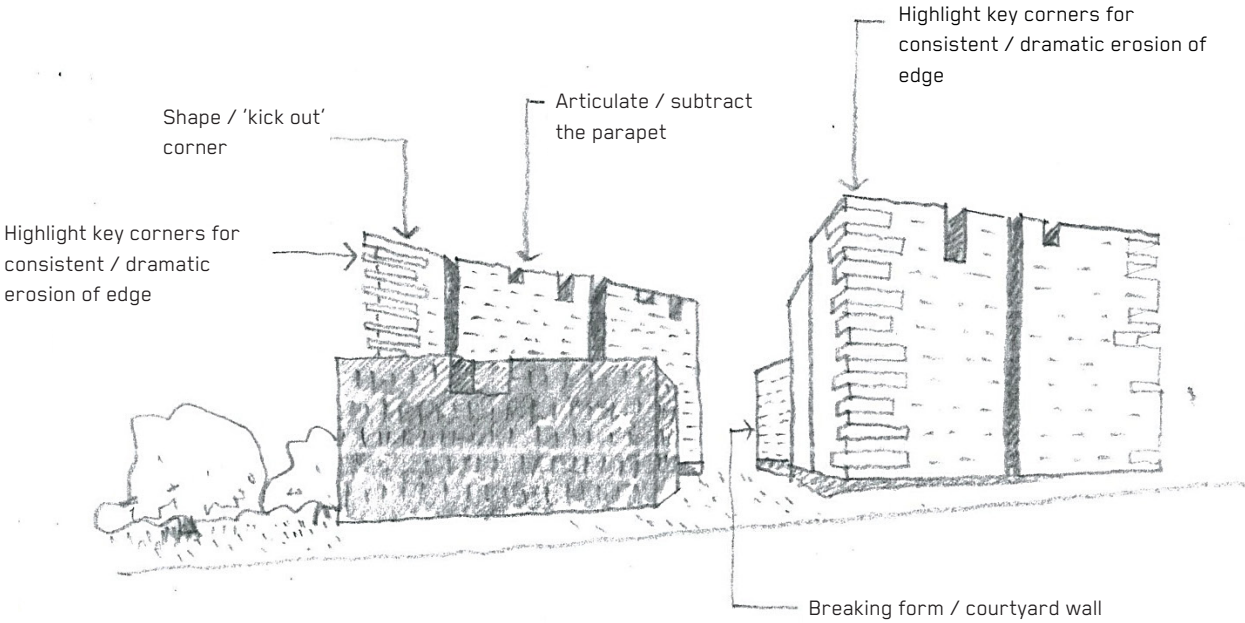 Highlight key corners for
consistent / dramatic erosion of
edge
Articulate / subtract
the parapet
Shape / ‘kick out’
corner
Highlight key corners for
consistent / dramatic
erosion of edge
Breaking form / courtyard wall